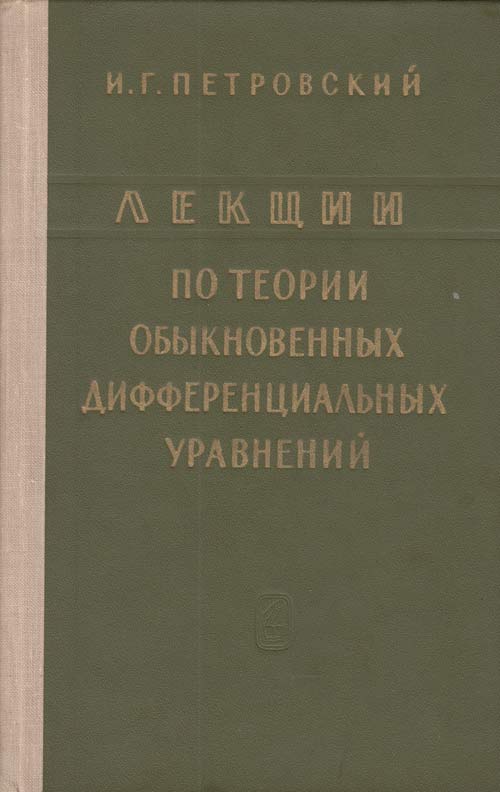 И.Г.ПЕТРОВСКИЙ
ЛЕКЦИИ
ПО ТЕОРИИ
ОБЫКНОВЕННЫХ
ДИФФЕРЕНЦИАЛЬНЫХ
УРАВНЕНИЙ